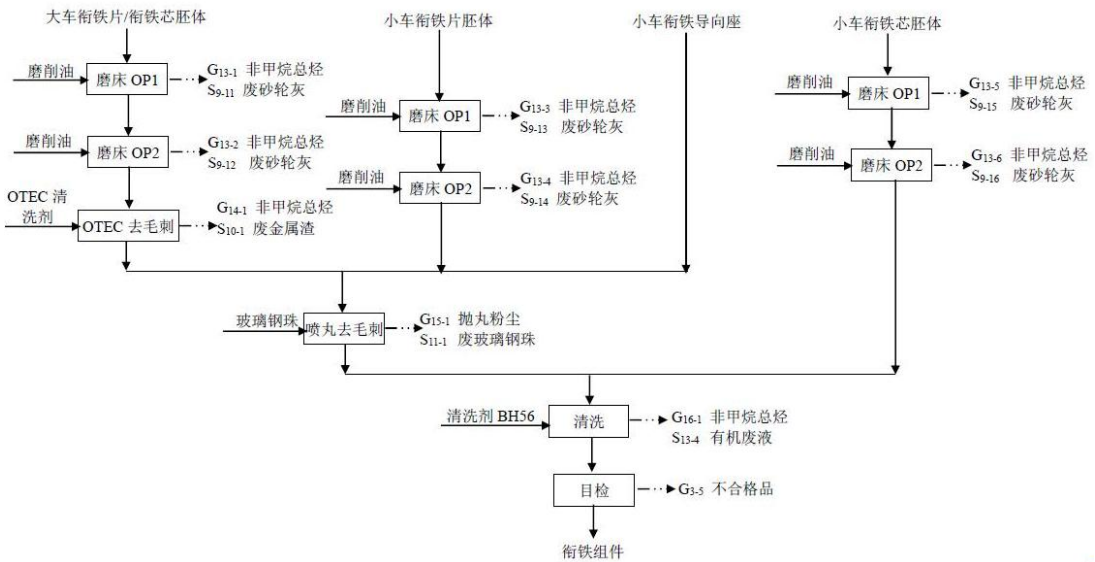 大车衔铁片/衔铁芯胚体
小车衔铁片胚体
小车衔铁导向座
小车衔铁芯胚体
磨削油
磨床 OP1
G13-1 非甲烷总烃
S9-11 废砂轮灰
磨削油
磨床 OP2
G13-2 非甲烷总烃
S9-12 废砂轮灰
OTEC 清
洗剂
OTEC 去毛刺
G14-1 非甲烷总烃
S10-1 废金属渣
磨削油
磨床 OP1
G13-3 非甲烷总烃
S9-13 废砂轮灰
磨削油
磨床 OP2
G13-4 非甲烷总烃
S9-14 废砂轮灰
磨削油
磨床 OP1
G13-5 非甲烷总烃
S9-15 废砂轮灰
磨削油
磨床 OP2
G13-6 非甲烷总烃
S9-16 废砂轮灰
玻璃钢珠
喷丸去毛刺
G15-1 抛丸粉尘
S11-1 废玻璃钢珠
清洗剂 BH56
清洗
G16-1 非甲烷总烃
S13-4 有机废液
目检
G3-5 不合格品
衔铁组件